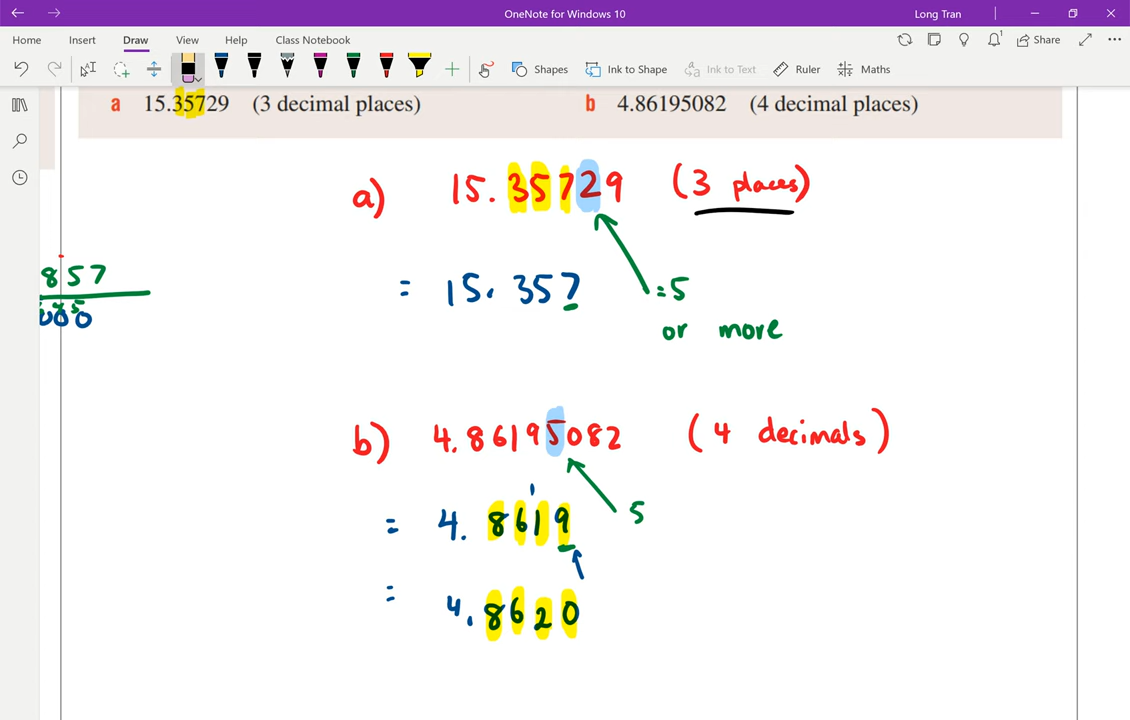 OneNote for Windows 10
Long Tran
Home Insert Draw View Help Class Notebook
Share
Shapes Ink to Shape Ink to Text Ruler Maths
a 15.35729 (3 decimal places) b 4.86195082 (4 decimal places)
a) 15.35729 (3 places)
857
= 15.357
=5
or more
b) 4.86195082 (4 decimals)
1
= 4.8619
5
= 4.8620